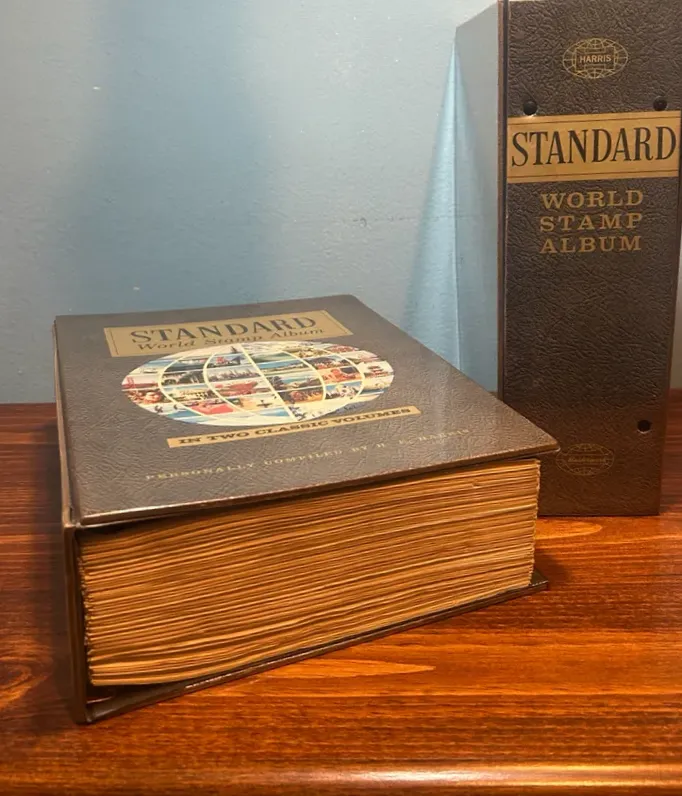 STANDARD
World Stamp Album
IN TWO CLASSIC VOLUMES
PERSONALLY COMPILED BY H. E. HARRIS
HARRIS
STANDARD
WORLD
STAMP
ALBUM